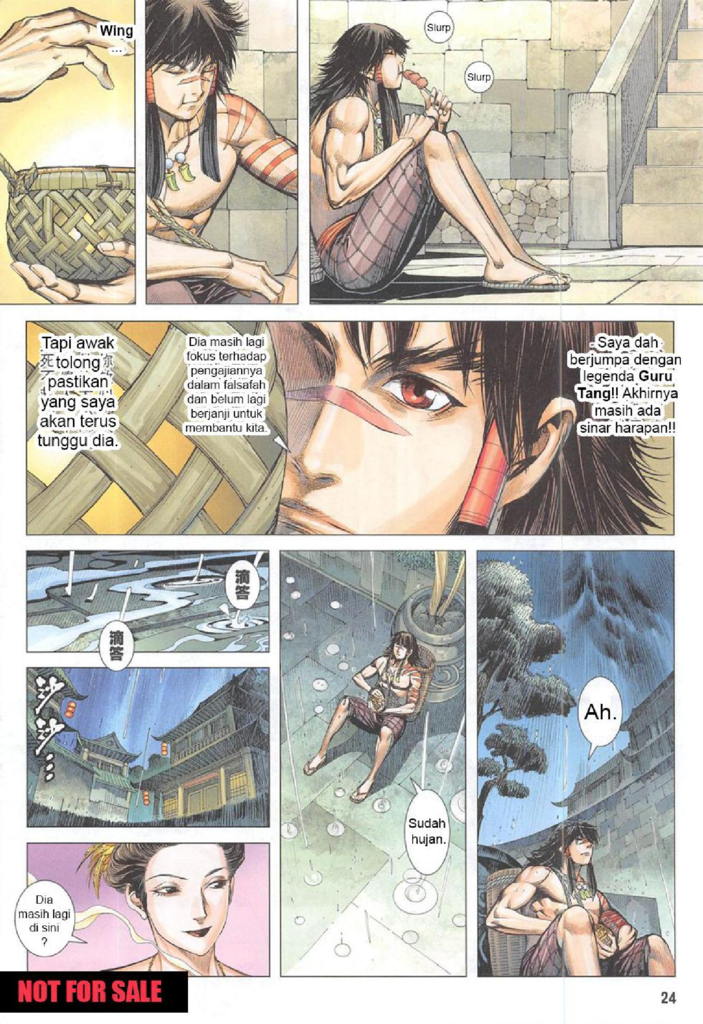 Wing
...
Slurp
Slurp
Tapi awak
tolong
pastikan
yang saya
akan terus
tunggu dia.
Dia masih lagi
fokus terhadap
pengajiannya
dalam falsafah
dan belum lagi
berjanji untuk
membantu kita.
Saya dah
berjumpa dengan
legenda Guru
Tang!! Akhirnya
masih ada
sinar harapan!!
滴答
滴答
沙沙...
Sudah
hujan.
Ah.
Dia
masih lagi
di sini
?
NOT FOR SALE
24